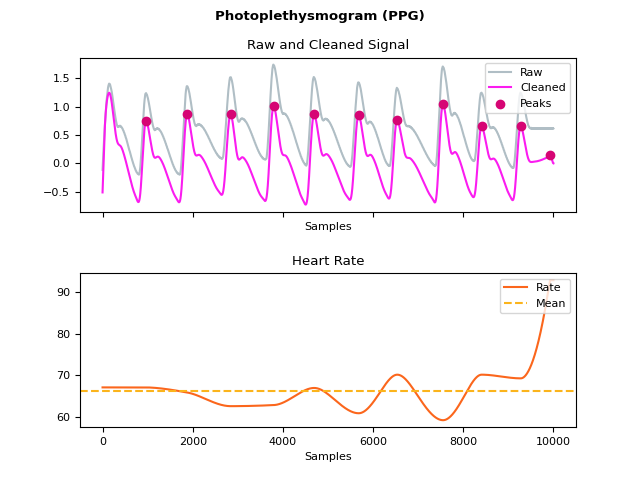 Photoplethysmogram (PPG)
Raw and Cleaned Signal
Raw
Cleaned
Peaks
1.5
1.0
0.5
0.0
−0.5
Samples
Heart Rate
Rate
Mean
90
80
70
60
0 2000 4000 6000 8000 10000
Samples